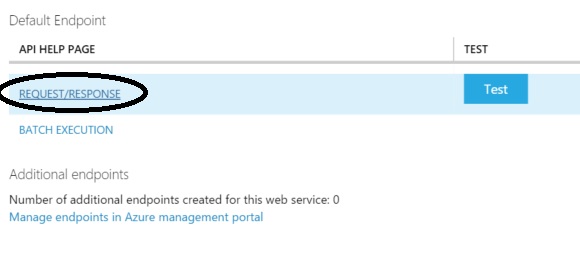 Default Endpoint
API HELP PAGE TEST
REQUEST/RESPONSE Test
BATCH EXECUTION
Additional endpoints
Number of additional endpoints created for this web service: 0
Manage endpoints in Azure management portal